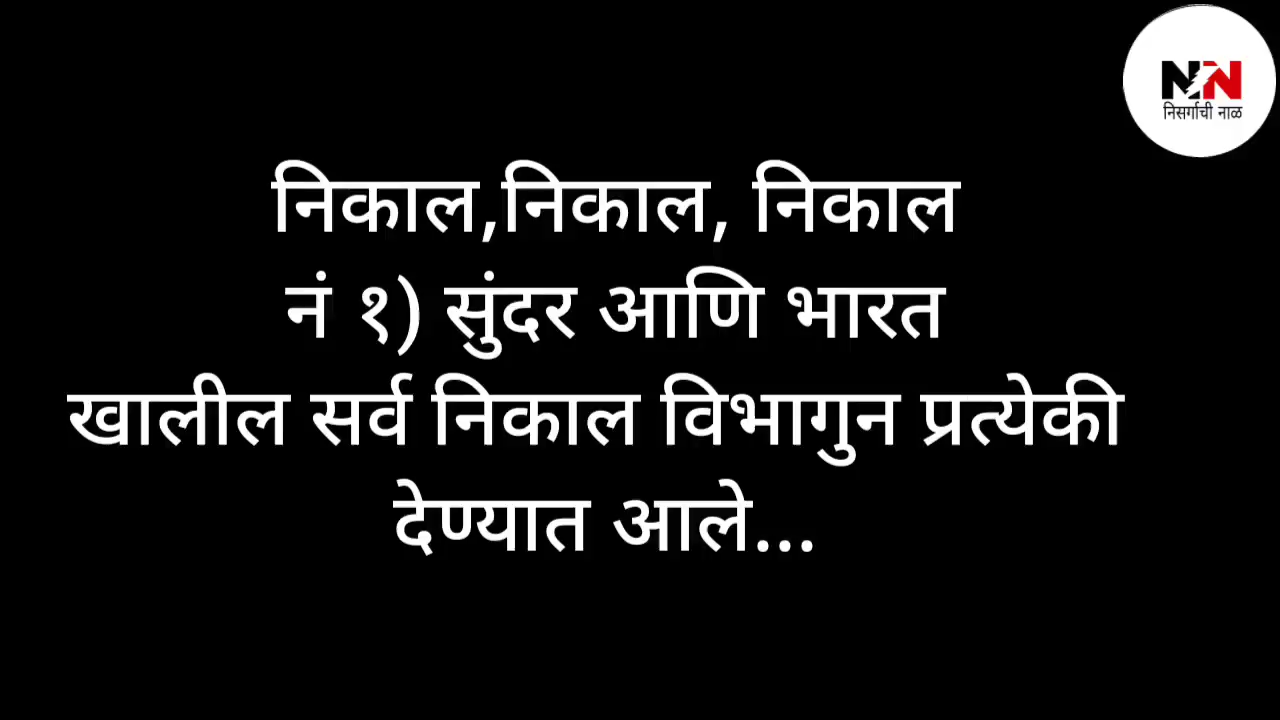 NN
निसर्गाची नाळ
निकाल,निकाल, निकाल
नं १) सुंदर आणि भारत
खालील सर्व निकाल विभागुन प्रत्येकी
देण्यात आले...